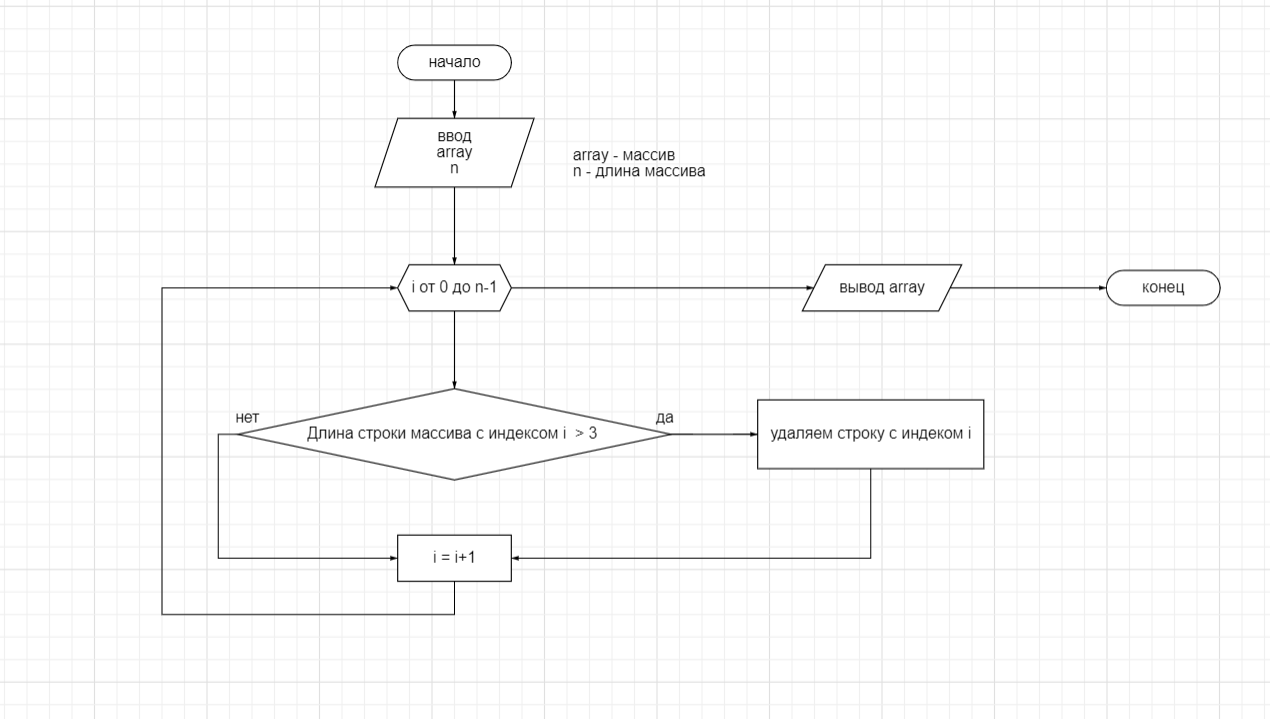 начало
ввод
array
n
array - массив
n - длина массива
i от 0 до n-1
вывод array
конец
нет
да
Длина строки массива с индексом i > 3
удаляем строку с индеком i
i = i+1